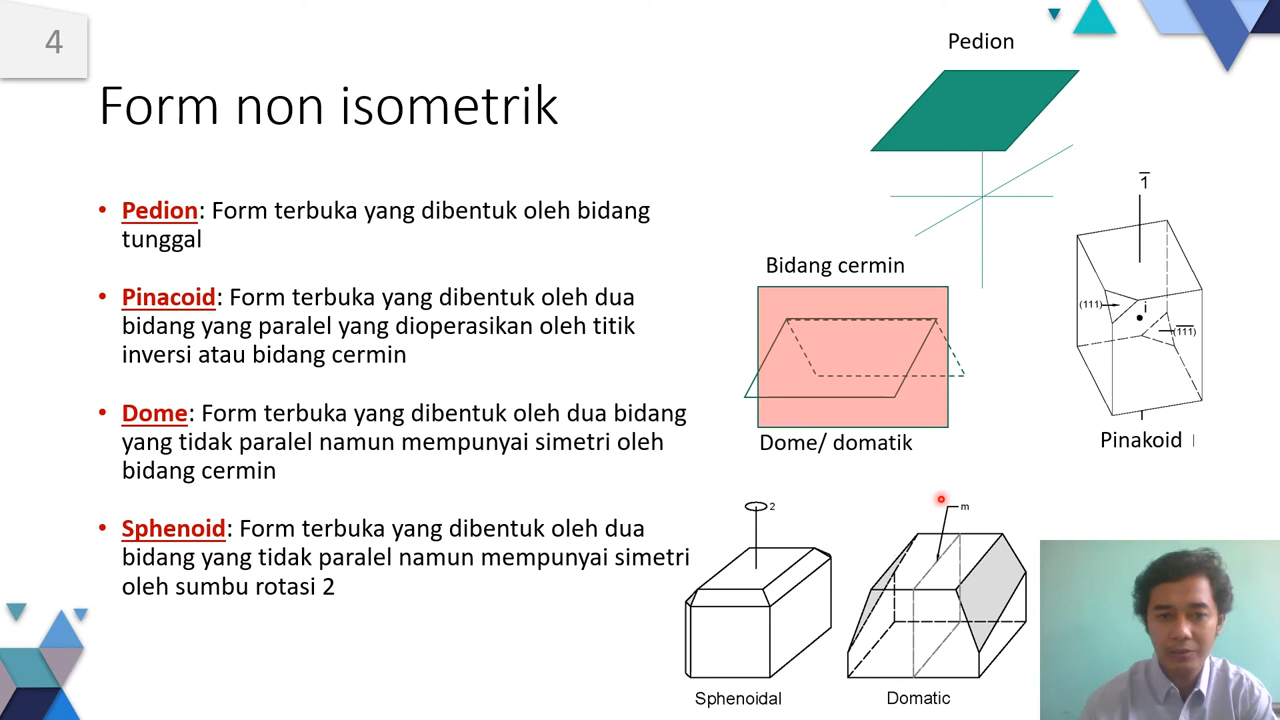 4
Form non isometrik
• Pedion: Form terbuka yang dibentuk oleh bidang
tunggal
• Pinacoid: Form terbuka yang dibentuk oleh dua
bidang yang paralel yang dioperasikan oleh titik
inversi atau bidang cermin
• Dome: Form terbuka yang dibentuk oleh dua bidang
yang tidak paralel namun mempunyai simetri oleh
bidang cermin
• Sphenoid: Form terbuka yang dibentuk oleh dua
bidang yang tidak paralel namun mempunyai simetri
oleh sumbu rotasi 2
Pedion
1̅
(111)
i
(1̅1̅1̅)
Pinakoid
Bidang cermin
Dome/ domatik
2
Sphenoidal
m
Domatic